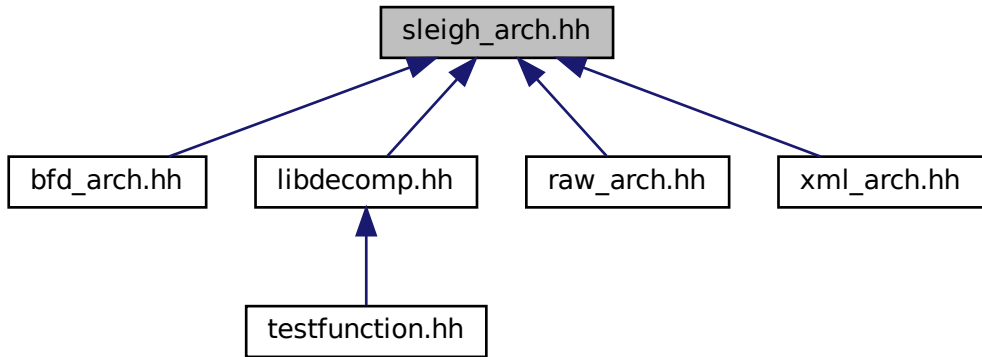 sleigh_arch.hh
bfd_arch.hh
libdecomp.hh
raw_arch.hh
xml_arch.hh
testfunction.hh